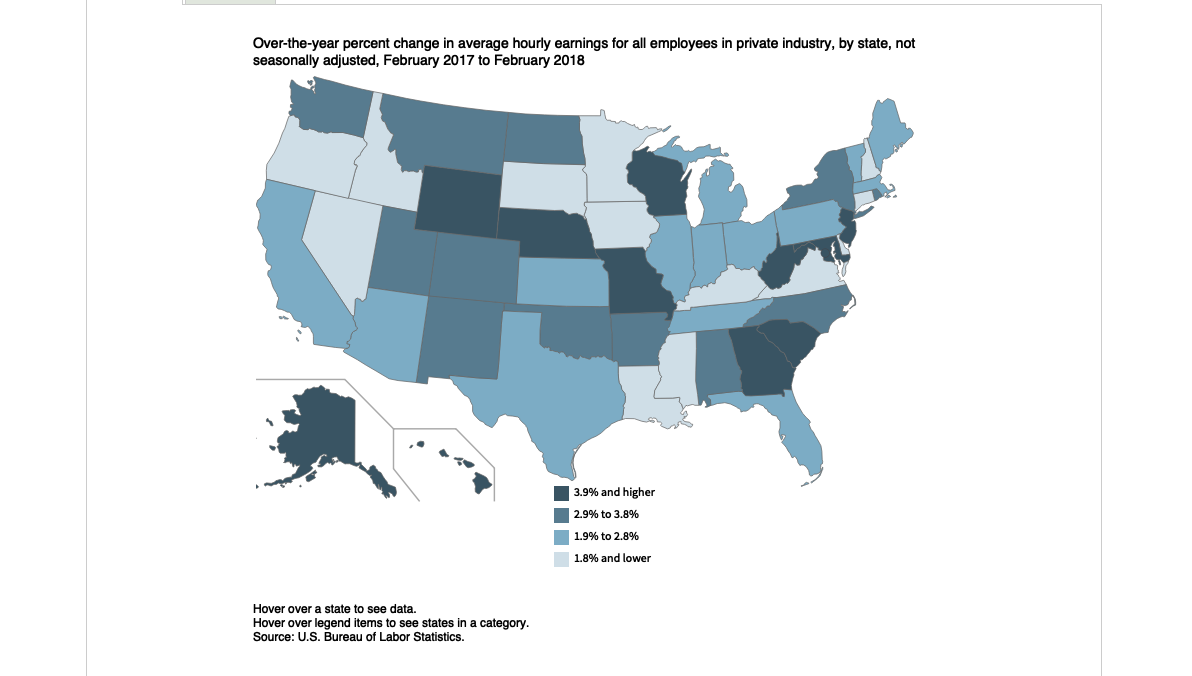 Over-the-year percent change in average hourly earnings for all employees in private industry, by state, not
seasonally adjusted, February 2017 to February 2018
3.9% and higher
2.9% to 3.8%
1.9% to 2.8%
1.8% and lower
Hover over a state to see data.
Hover over legend items to see states in a category.
Source: U.S. Bureau of Labor Statistics.